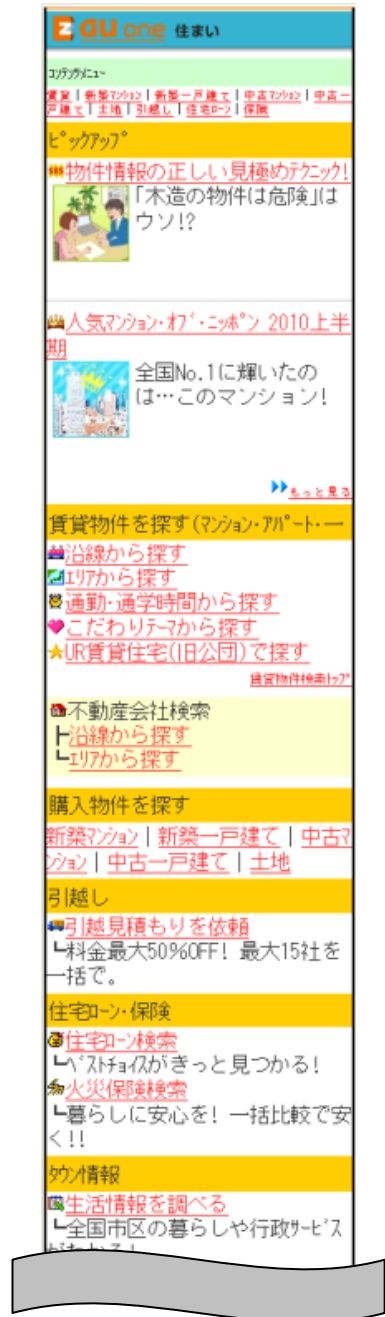 au one 住まい
ｺﾝﾃﾝﾂﾒﾆｭｰ
賃貸|新築ﾏﾝｼｮﾝ|新築一戸建て|中古ﾏﾝｼｮﾝ|中古一
戸建て|土地|引越し|住宅ﾛｰﾝ|保険
ﾋﾟｯｸｱｯﾌﾟ
物件情報の正しい見極めﾃｸﾆｯｸ!
「木造の物件は危険」は
ウソ!?
人気ﾏﾝｼｮﾝ･ｵﾌﾞ･ﾆｯﾎﾟﾝ 2010上半
期
全国No.1に輝いたの
は…このマンション!
もっと見る
賃貸物件を探す(ﾏﾝｼｮﾝ･ｱﾊﾟｰﾄ･一
沿線から探す
ｴﾘｱから探す
通勤･通学時間から探す
こだわりﾃｰﾏから探す
UR賃貸住宅(旧公団)で探す
賃貸物件検索ﾄｯﾌﾟ
不動産会社検索
┣沿線から探す
┗ｴﾘｱから探す
購入物件を探す
新築ﾏﾝｼｮﾝ|新築一戸建て|中古ﾏ
ﾝｼｮﾝ|中古一戸建て|土地
引越し
引越見積もりを依頼
┗料金最大50%OFF! 最大15社を
一括で。
住宅ﾛｰﾝ･保険
住宅ﾛｰﾝ検索
┗ﾍﾞｽﾄﾁｮｲｽがきっと見つかる!
火災保険検索
┗暮らしに安心を! 一括比較で安
く!!
ﾀｳﾝ情報
生活情報を調べる
┗全国市区の暮らしや行政ｻｰﾋﾞｽ